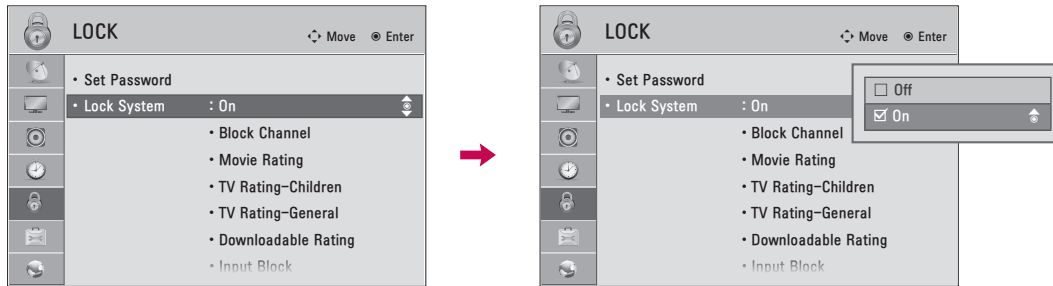 LOCK
Move Enter
• Set Password
• Lock System : On
• Block Channel
• Movie Rating
• TV Rating-Children
• TV Rating-General
• Downloadable Rating
• Input Block
LOCK
Move Enter
• Set Password
• Lock System : On
• Block Channel
• Movie Rating
• TV Rating-Children
• TV Rating-General
• Downloadable Rating
• Input Block
☐ Off
☑ On